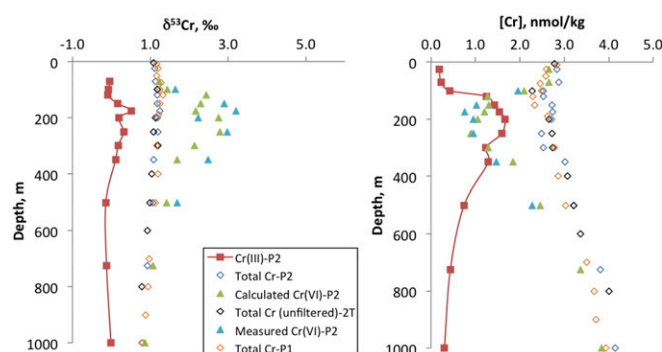 δ⁵³Cr, ‰
-1.0 1.0 3.0 5.0
0
200
400
600
800
1000
Depth, m
Cr(III)-P2
Total Cr-P2
Calculated Cr(VI)-P2
Total Cr (unfiltered)-2T
Measured Cr(VI)-P2
Total Cr-P1
[Cr], nmol/kg
0.0 1.0 2.0 3.0 4.0 5.0
0
200
400
600
800
1000
Depth, m